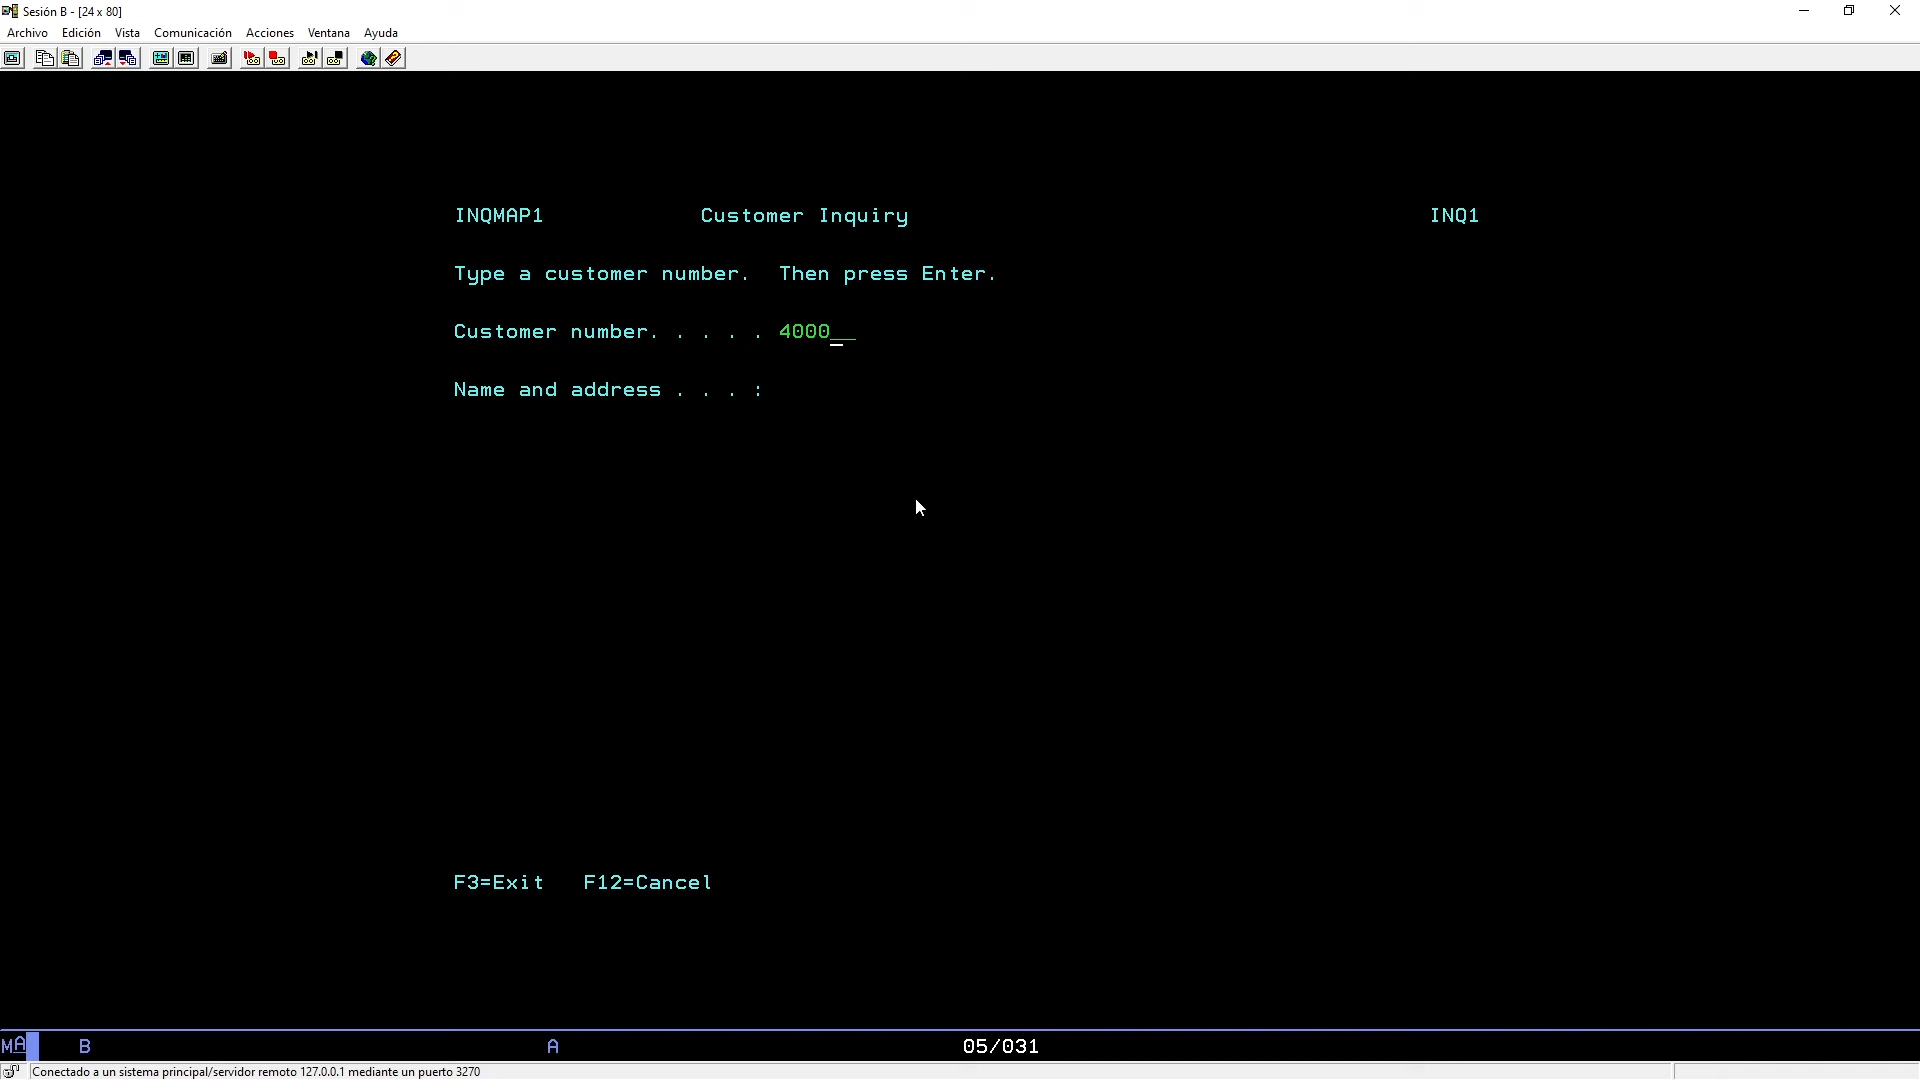 Sesión B - [24 x 80]
Archivo Edición Vista Comunicación Acciones Ventana Ayuda
INQMAP1 Customer Inquiry INQ1
Type a customer number.  Then press Enter.
Customer number. . . . . 4000__
Name and address . . . :
F3=Exit   F12=Cancel
MA B A 05/031
Conectado a un sistema principal/servidor remoto 127.0.0.1 mediante un puerto 3270